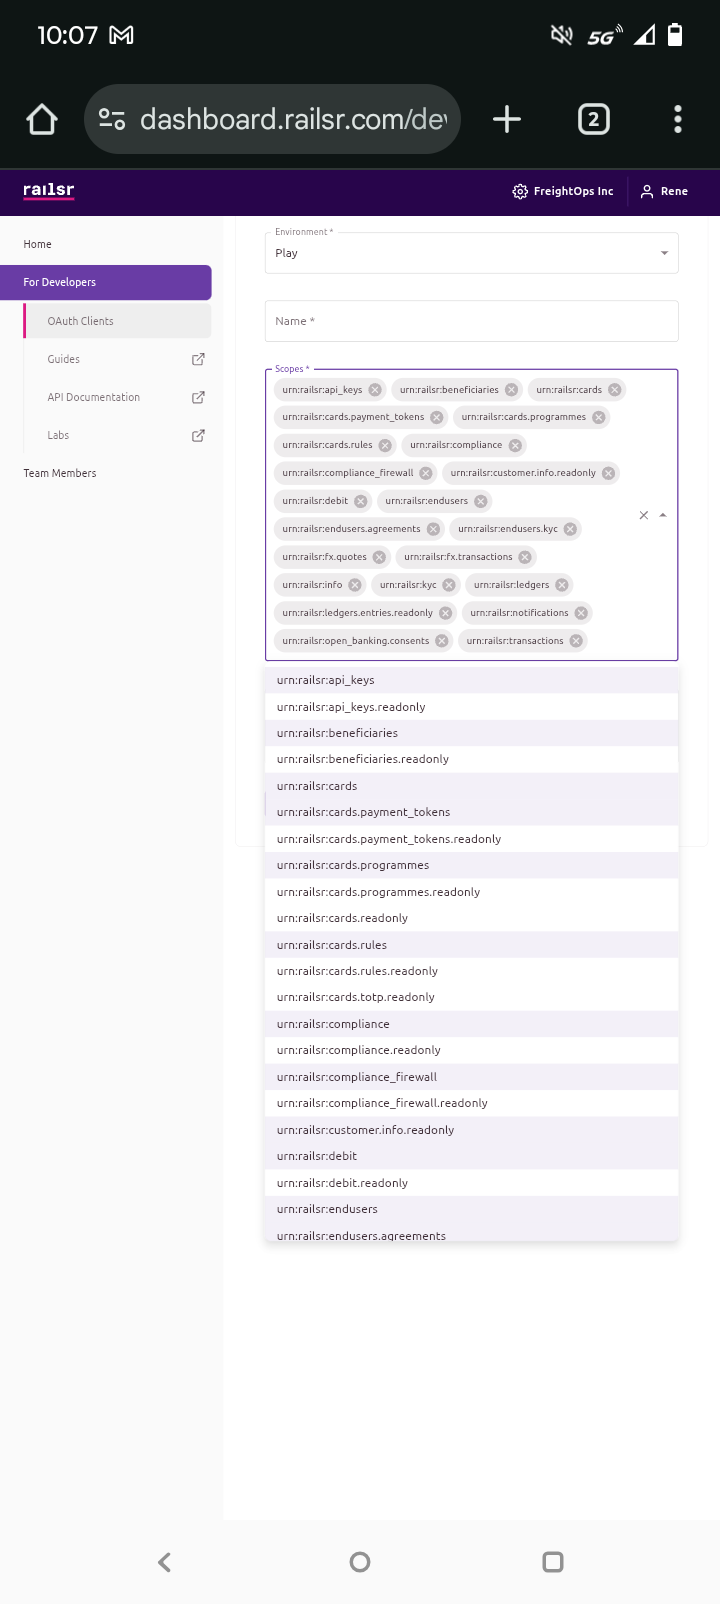 10:07
5G
dashboard.railsr.com/de
2
railsr
FreightOps Inc
Rene
Home
For Developers
OAuth Clients
Guides
API Documentation
Labs
Team Members
Environment *
Play
Name *
Scopes *
urn:railsr:api_keys urn:railsr:beneficiaries urn:railsr:cards
urn:railsr:cards.payment_tokens urn:railsr:cards.programmes
urn:railsr:cards.rules urn:railsr:compliance
urn:railsr:compliance_firewall urn:railsr:customer.info.readonly
urn:railsr:debit urn:railsr:endusers
urn:railsr:endusers.agreements urn:railsr:endusers.kyc
urn:railsr:fx.quotes urn:railsr:fx.transactions
urn:railsr:info urn:railsr:kyc urn:railsr:ledgers
urn:railsr:ledgers.entries.readonly urn:railsr:notifications
urn:railsr:open_banking.consents urn:railsr:transactions
urn:railsr:api_keys
urn:railsr:api_keys.readonly
urn:railsr:beneficiaries
urn:railsr:beneficiaries.readonly
urn:railsr:cards
urn:railsr:cards.payment_tokens
urn:railsr:cards.payment_tokens.readonly
urn:railsr:cards.programmes
urn:railsr:cards.programmes.readonly
urn:railsr:cards.readonly
urn:railsr:cards.rules
urn:railsr:cards.rules.readonly
urn:railsr:cards.totp.readonly
urn:railsr:compliance
urn:railsr:compliance.readonly
urn:railsr:compliance_firewall
urn:railsr:compliance_firewall.readonly
urn:railsr:customer.info.readonly
urn:railsr:debit
urn:railsr:debit.readonly
urn:railsr:endusers
urn:railsr:endusers.agreements